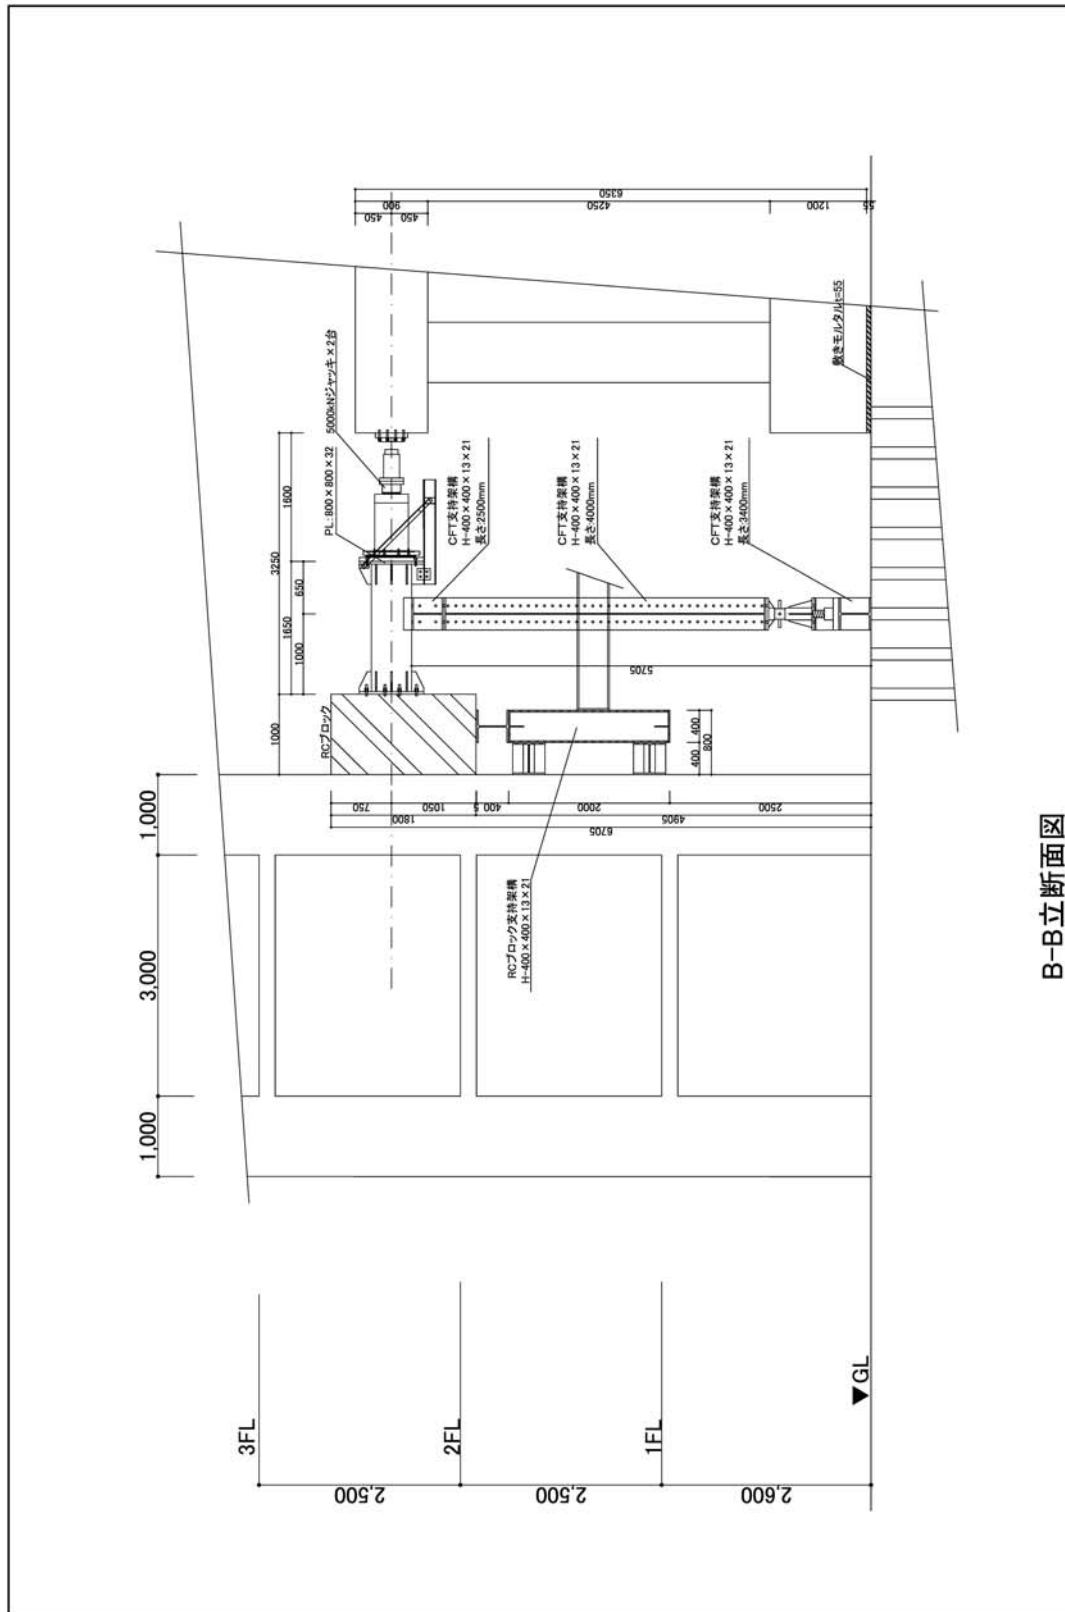 6350
900
450
450
4250
1200
55
5000kNジャッキ×2台
PL:800×800×32
敷きモルタルt=55
3250
1600
1650
650
1000
1000
CFT支持架構
H-400×400×13×21
長さ:2500mm
CFT支持架構
H-400×400×13×21
長さ:4000mm
CFT支持架構
H-400×400×13×21
長さ:3400mm
5705
RCブロック
400
400
800
750
1050
5
400
2000
2500
1800
4905
6705
RCブロック支持架構
H-400×400×13×21
1,000
3,000
1,000
3FL
2FL
1FL
▼GL
2,500
2,500
2,600
B-B立断面図